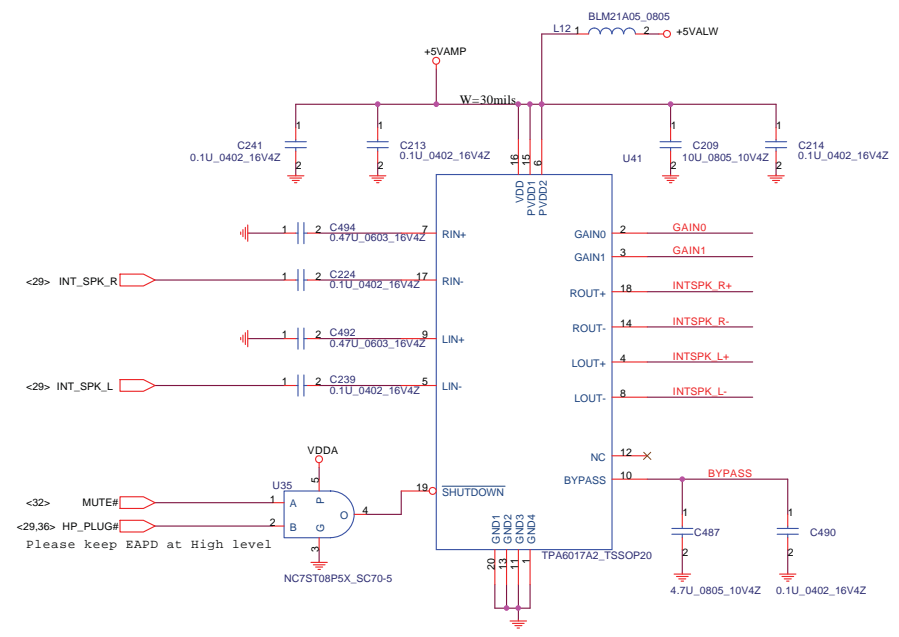 BLM21A05_0805
L12 1 2 +5VALW
+5VAMP
W=30mils
1 1 1 1
C241 C213 C209 C214
0.1U_0402_16V4Z 0.1U_0402_16V4Z 10U_0805_10V4Z 0.1U_0402_16V4Z
2 2 2 2
16 15 6
U41
VDD PVDD1 PVDD2
1 2 C494 7 RIN+
0.47U_0603_16V4Z
GAIN0 2 GAIN0
GAIN1 3 GAIN1
<29> INT_SPK_R 1 2 C224 17 RIN-
0.1U_0402_16V4Z
ROUT+ 18 INTSPK_R+
ROUT- 14 INTSPK_R-
1 2 C492 9 LIN+
0.47U_0603_16V4Z
LOUT+ 4 INTSPK_L+
<29> INT_SPK_L 1 2 C239 5 LIN-
0.1U_0402_16V4Z
LOUT- 8 INTSPK_L-
VDDA
NC 12
BYPASS 10 BYPASS
U35 5 19 SHUTDOWN
<32> MUTE# 1 A P O 4
<29,36> HP_PLUG# 2 B G
Please keep EAPD at High level
3
NC7ST08P5X_SC70-5
GND1 GND2 GND3 GND4
20 13 11 1
TPA6017A2_TSSOP20
1 1
C487 C490
2 2
4.7U_0805_10V4Z 0.1U_0402_16V4Z